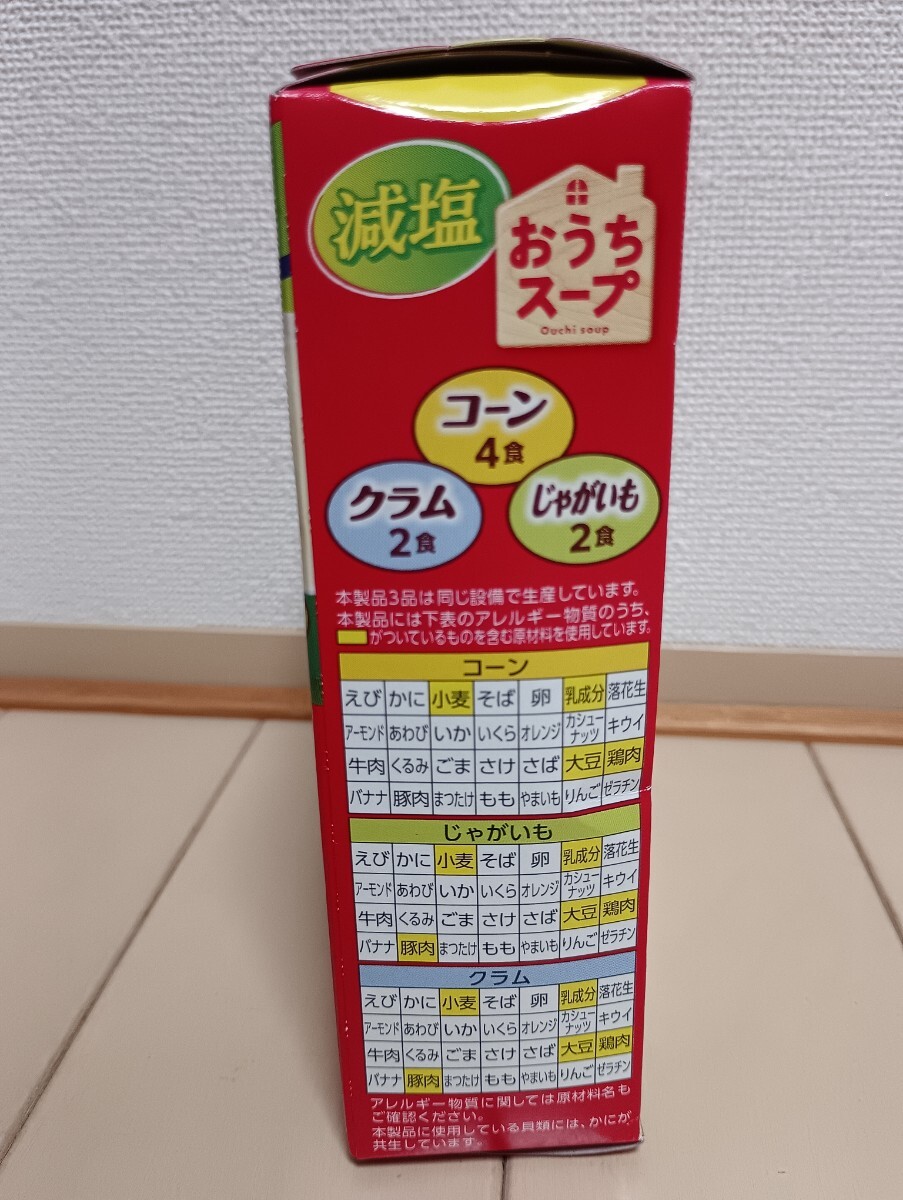 減塩
おうち
スープ
Ouchi soup
コーン
4食
クラム
2食
じゃがいも
2食
本製品3品は同じ設備で生産しています。
本製品には下表のアレルギー物質のうち、
がついているものを含む原材料を使用しています。
コーン
えび かに 小麦 そば 卵 乳成分 落花生
アーモンド あわび いか いくら オレンジ カシューナッツ キウイ
牛肉 くるみ ごま さけ さば 大豆 鶏肉
バナナ 豚肉 まつたけ もも やまいも りんご ゼラチン
じゃがいも
えび かに 小麦 そば 卵 乳成分 落花生
アーモンド あわび いか いくら オレンジ カシューナッツ キウイ
牛肉 くるみ ごま さけ さば 大豆 鶏肉
バナナ 豚肉 まつたけ もも やまいも りんご ゼラチン
クラム
えび かに 小麦 そば 卵 乳成分 落花生
アーモンド あわび いか いくら オレンジ カシューナッツ キウイ
牛肉 くるみ ごま さけ さば 大豆 鶏肉
バナナ 豚肉 まつたけ もも やまいも りんご ゼラチン
アレルギー物質に関しては原材料名も
ご確認ください。
本製品に使用している貝類には、かにが
共生しています。